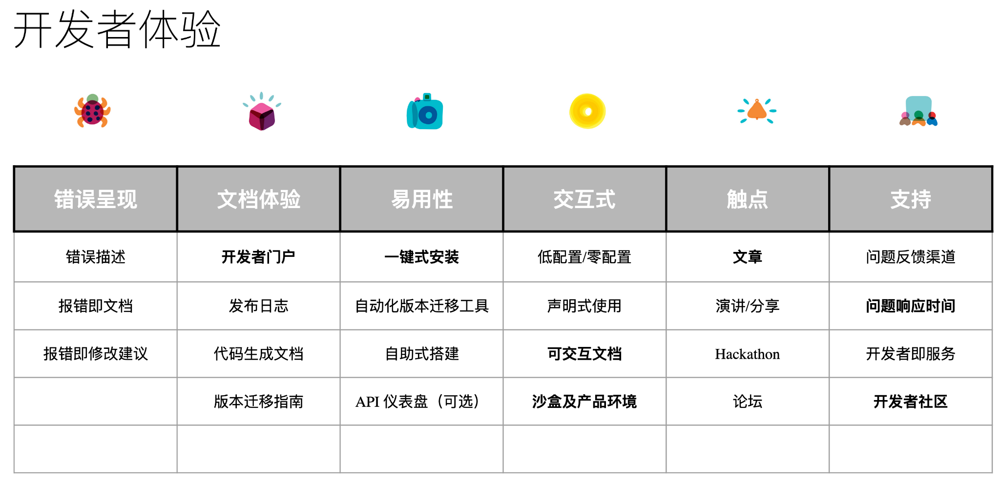 开发者体验
错误呈现 文档体验 易用性 交互式 触点 支持
错误描述 开发者门户 一键式安装 低配置/零配置 文章 问题反馈渠道
报错即文档 发布日志 自动化版本迁移工具 声明式使用 演讲/分享 问题响应时间
报错即修改建议 代码生成文档 自助式搭建 可交互文档 Hackathon 开发者即服务
版本迁移指南 API 仪表盘（可选） 沙盒及产品环境 论坛 开发者社区